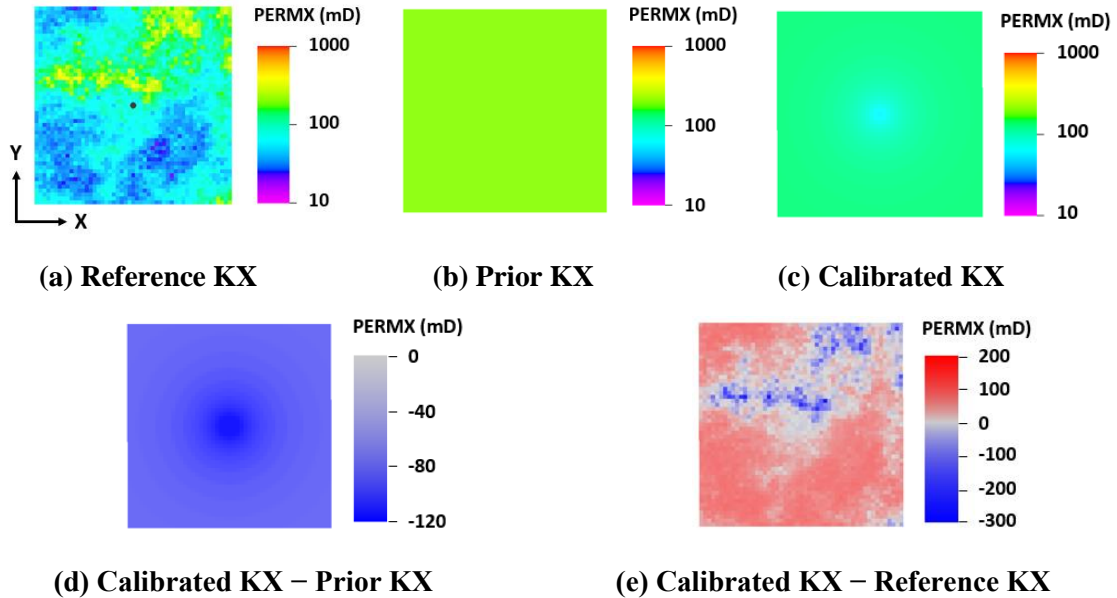 PERMX (mD)
1000
100
10
Y
X
(a) Reference KX
PERMX (mD)
1000
100
10
(b) Prior KX
PERMX (mD)
1000
100
10
(c) Calibrated KX
PERMX (mD)
0
-40
-80
-120
(d) Calibrated KX − Prior KX
PERMX (mD)
200
100
0
-100
-200
-300
(e) Calibrated KX − Reference KX